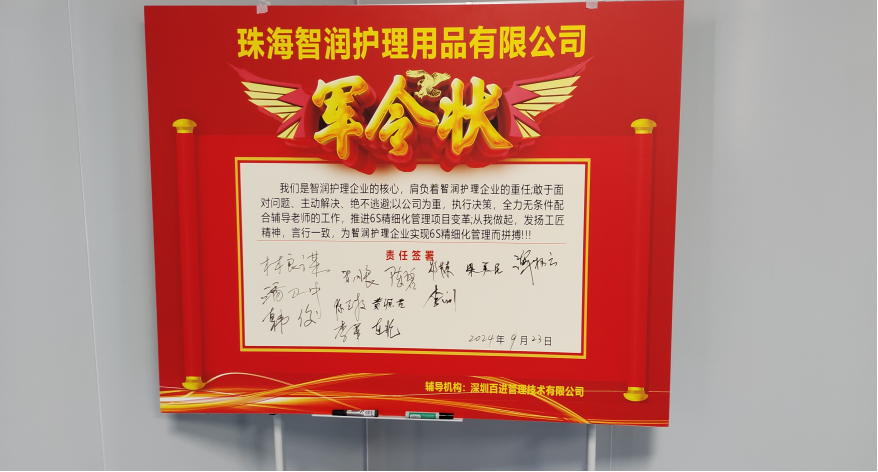 珠海智润护理用品有限公司
军令状
我们是智润护理企业的核心，肩负着智润护理企业的重任;敢于面
对问题、主动解决、绝不逃避;以公司为重，执行决策，全力无条件配
合辅导老师的工作，推进6S精细化管理项目变革;从我做起，发扬工匠
精神，言行一致，为智润护理企业实现6S精细化管理而拼搏!!!
责任签署
林良谋
韩俊
2024年9月23日
辅导机构：深圳百进管理技术有限公司